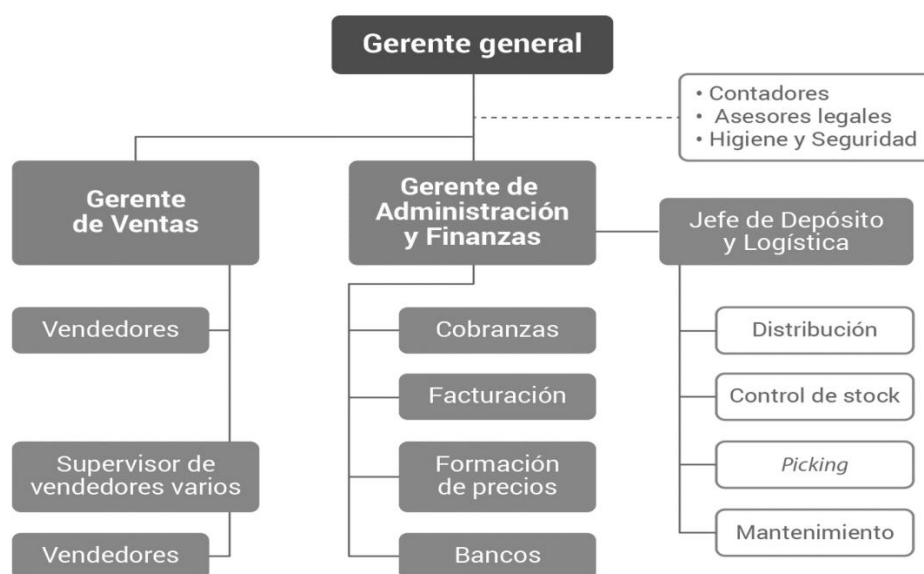 Gerente general
• Contadores
• Asesores legales
• Higiene y Seguridad
Gerente
de Ventas
Gerente de
Administración
y Finanzas
Jefe de Depósito
y Logística
Vendedores
Supervisor de
vendedores varios
Vendedores
Cobranzas
Facturación
Formación
de precios
Bancos
Distribución
Control de stock
Picking
Mantenimiento